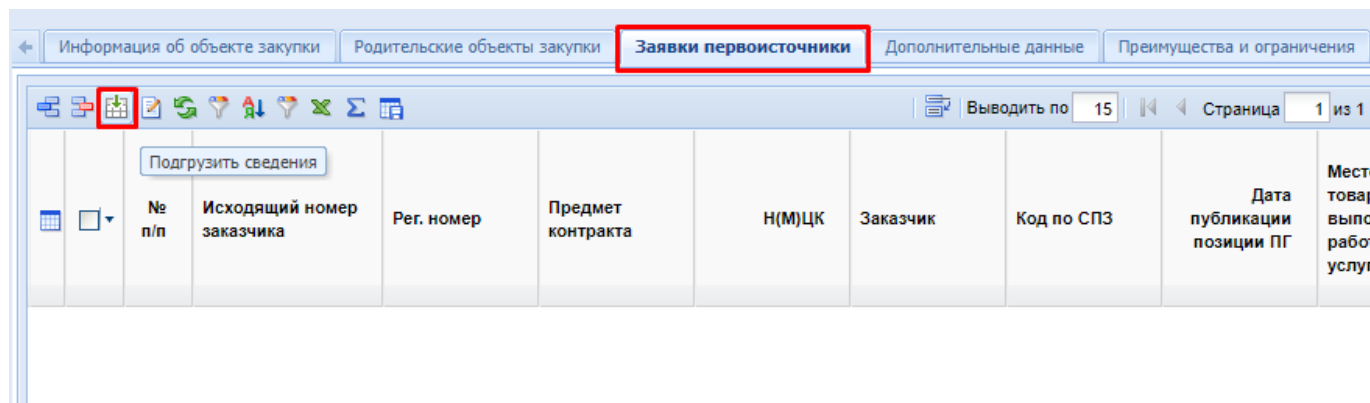 Информация об объекте закупки
Родительские объекты закупки
Заявки первоисточники
Дополнительные данные
Преимущества и ограничения
Выводить по 15
Страница 1 из 1
Подгрузить сведения
№
п/п
Исходящий номер
заказчика
Рег. номер
Предмет
контракта
Н(М)ЦК
Заказчик
Код по СПЗ
Дата
публикации
позиции ПГ